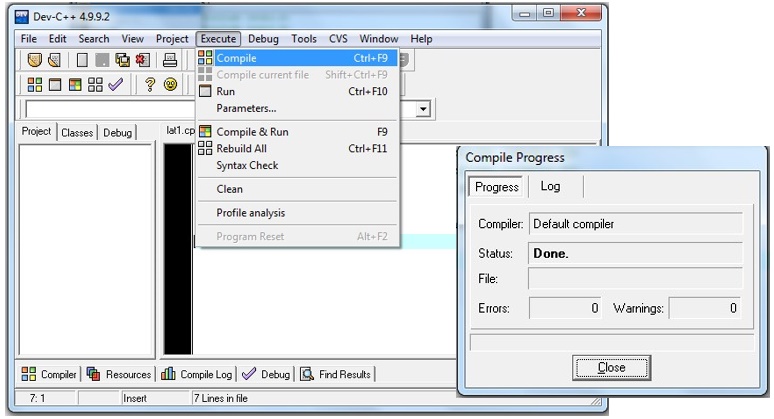 Dev-C++ 4.9.9.2
File Edit Search View Project Execute Debug Tools CVS Window Help
Compile Ctrl+F9
Compile current file Shift+Ctrl+F9
Run Ctrl+F10
Parameters...
Compile & Run F9
Rebuild All Ctrl+F11
Syntax Check
Clean
Profile analysis
Program Reset Alt+F2
Project Classes Debug
lat1.cp
Compiler Resources Compile Log Debug Find Results
7: 1 Insert 7 Lines in file
Compile Progress
Progress Log
Compiler: Default compiler
Status: Done.
File:
Errors: 0 Warnings: 0
Close